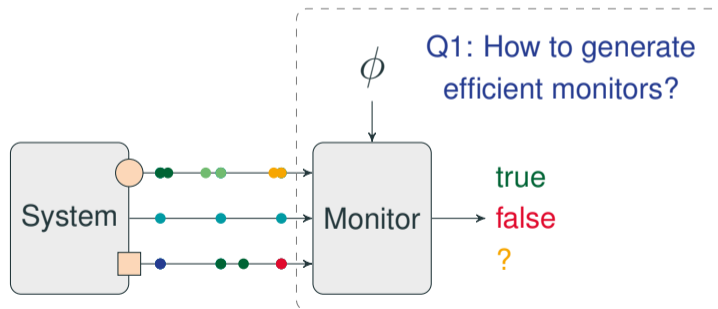 Q1: How to generate
efficient monitors?
ϕ
System
Monitor
true
false
?